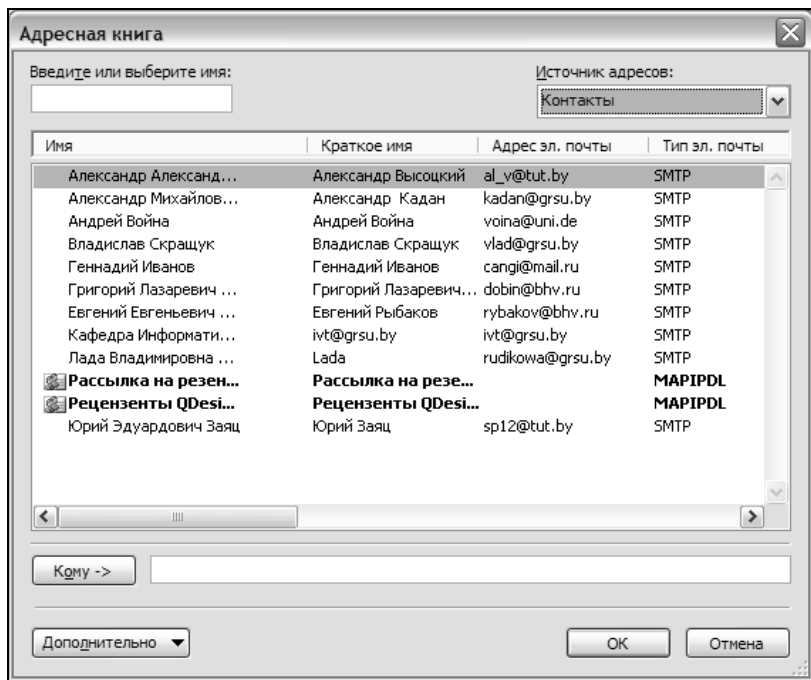 Адресная книга
Введите или выберите имя: Источник адресов:
Контакты
Имя Краткое имя Адрес эл. почты Тип эл. почты
Александр Александ... Александр Высоцкий al_v@tut.by SMTP
Александр Михайлов... Александр Кадан kadan@grsu.by SMTP
Андрей Война Андрей Война voina@uni.de SMTP
Владислав Скращук Владислав Скращук vlad@grsu.by SMTP
Геннадий Иванов Геннадий Иванов cangi@mail.ru SMTP
Григорий Лазаревич ... Григорий Лазаревич... dobin@bhv.ru SMTP
Евгений Евгеньевич ... Евгений Рыбаков rybakov@bhv.ru SMTP
Кафедра Информати... ivt@grsu.by ivt@grsu.by SMTP
Лада Владимировна ... Lada rudikowa@grsu.by SMTP
Рассылка на резен... Рассылка на резе... MAPIPDL
Рецензенты QDesi... Рецензенты QDesi... MAPIPDL
Юрий Эдуардович Заяц Юрий Заяц sp12@tut.by SMTP
Кому ->
Дополнительно OK Отмена